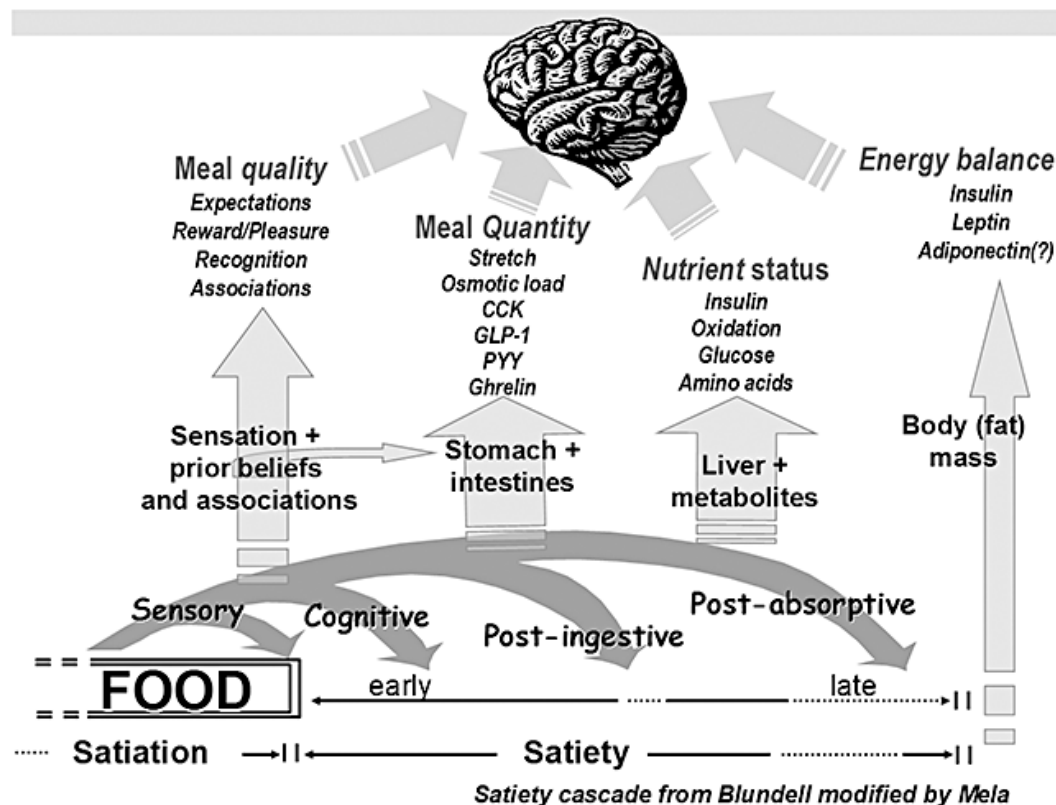 Meal quality
Expectations
Reward/Pleasure
Recognition
Associations
Meal Quantity
Stretch
Osmotic load
CCK
GLP-1
PYY
Ghrelin
Nutrient status
Insulin
Oxidation
Glucose
Amino acids
Energy balance
Insulin
Leptin
Adiponectin(?)
Sensation +
prior beliefs
and associations
Stomach +
intestines
Liver +
metabolites
Body (fat)
mass
Sensory
Cognitive
Post-ingestive
Post-absorptive
FOOD
early
late
Satiation
Satiety
Satiety cascade from Blundell modified by Mela